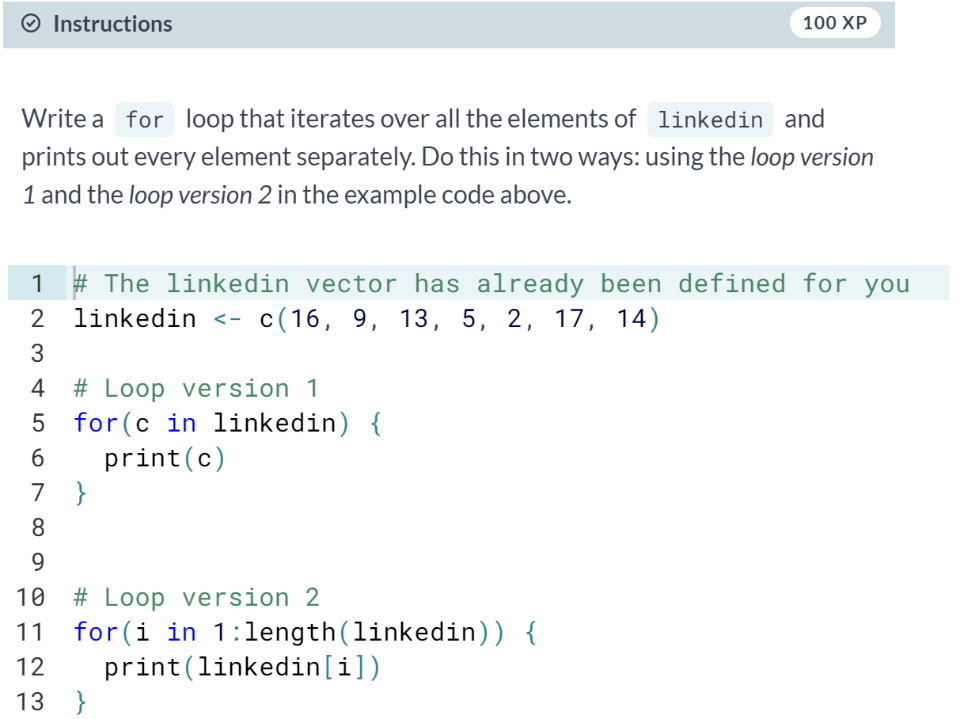 Instructions
100 XP
Write a for loop that iterates over all the elements of linkedin and
prints out every element separately. Do this in two ways: using the loop version
1 and the loop version 2 in the example code above.
1 # The linkedin vector has already been defined for you
2 linkedin <- c(16, 9, 13, 5, 2, 17, 14)
3
4 # Loop version 1
5 for(c in linkedin) {
6   print(c)
7 }
8
9
10 # Loop version 2
11 for(i in 1:length(linkedin)) {
12   print(linkedin[i])
13 }